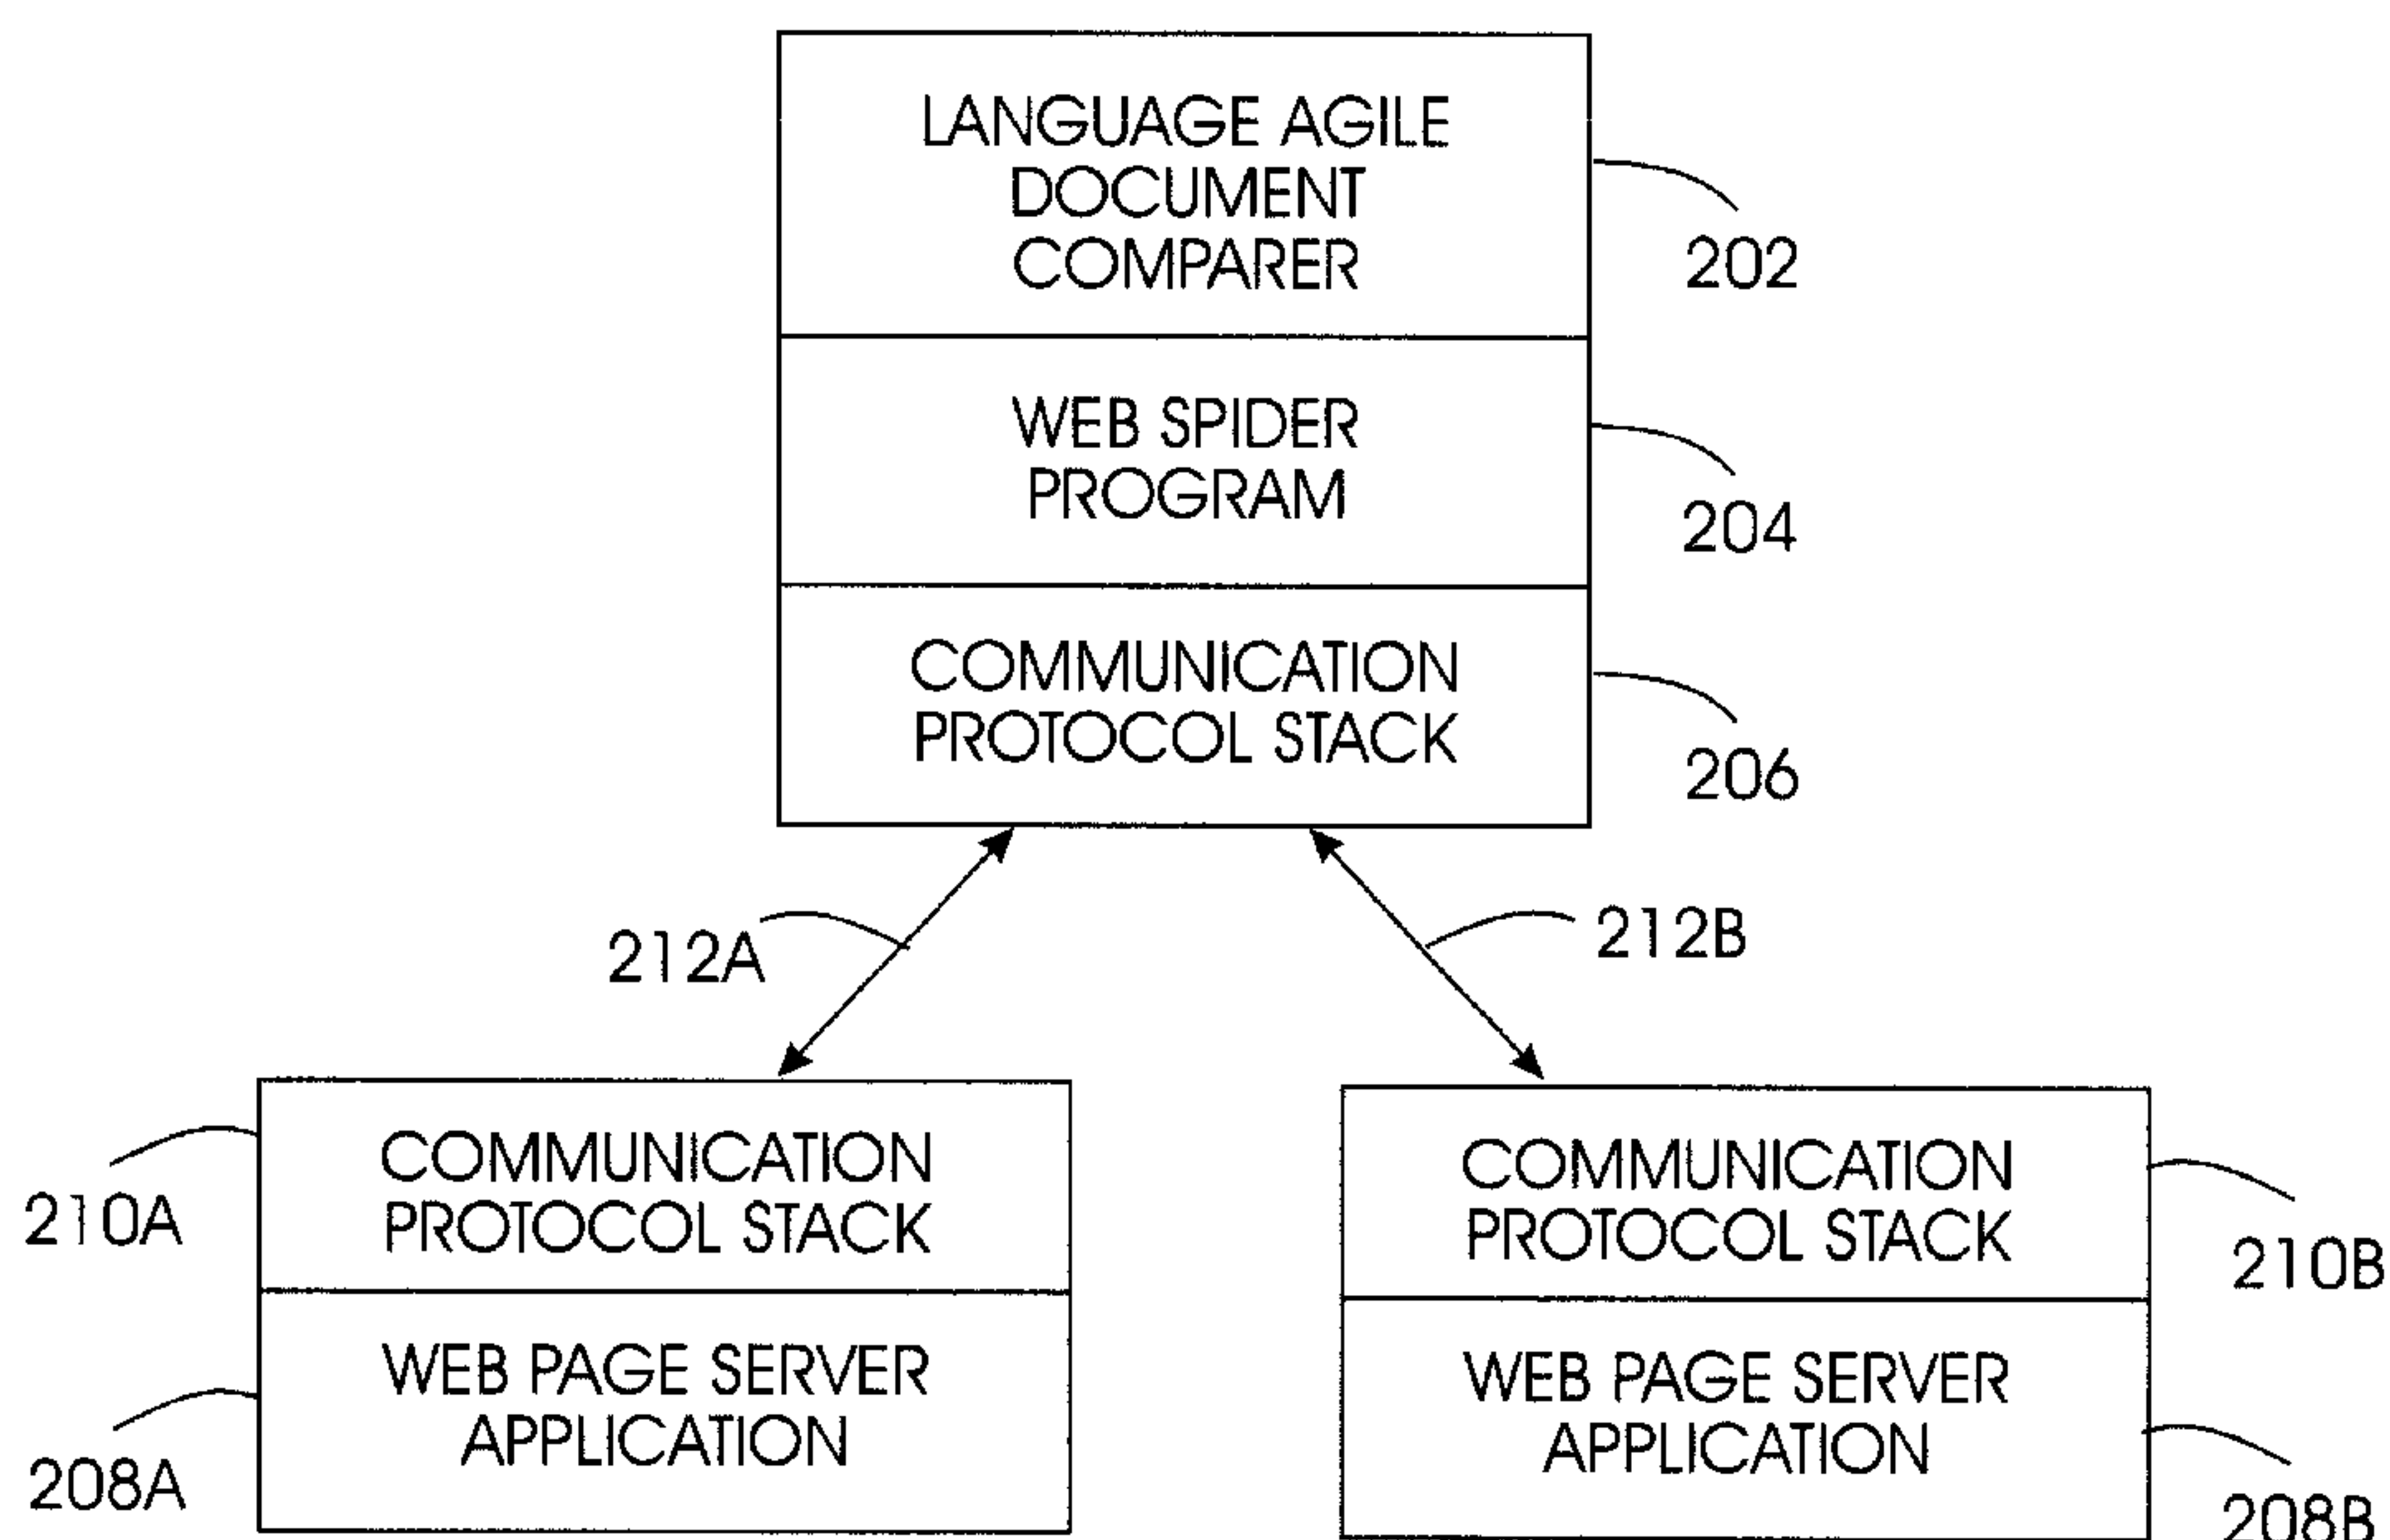 LANGUAGE AGILE
DOCUMENT
COMPARER
202
WEB SPIDER
PROGRAM
204
COMMUNICATION
PROTOCOL STACK
206
212A
212B
COMMUNICATION
PROTOCOL STACK
210A
WEB PAGE SERVER
APPLICATION
208A
COMMUNICATION
PROTOCOL STACK
210B
WEB PAGE SERVER
APPLICATION
208B